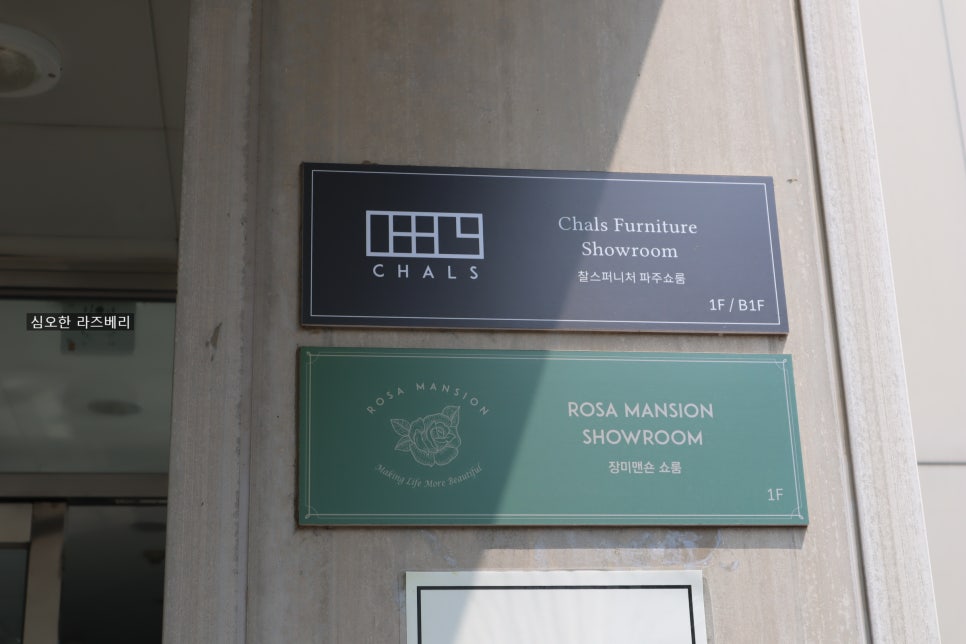 CHALS
Chals Furniture
Showroom
찰스퍼니처 파주쇼룸
1F / B1F
심오한 라즈베리
ROSA MANSION
Making Life More Beautiful
ROSA MANSION
SHOWROOM
장미맨숀 쇼룸
1F